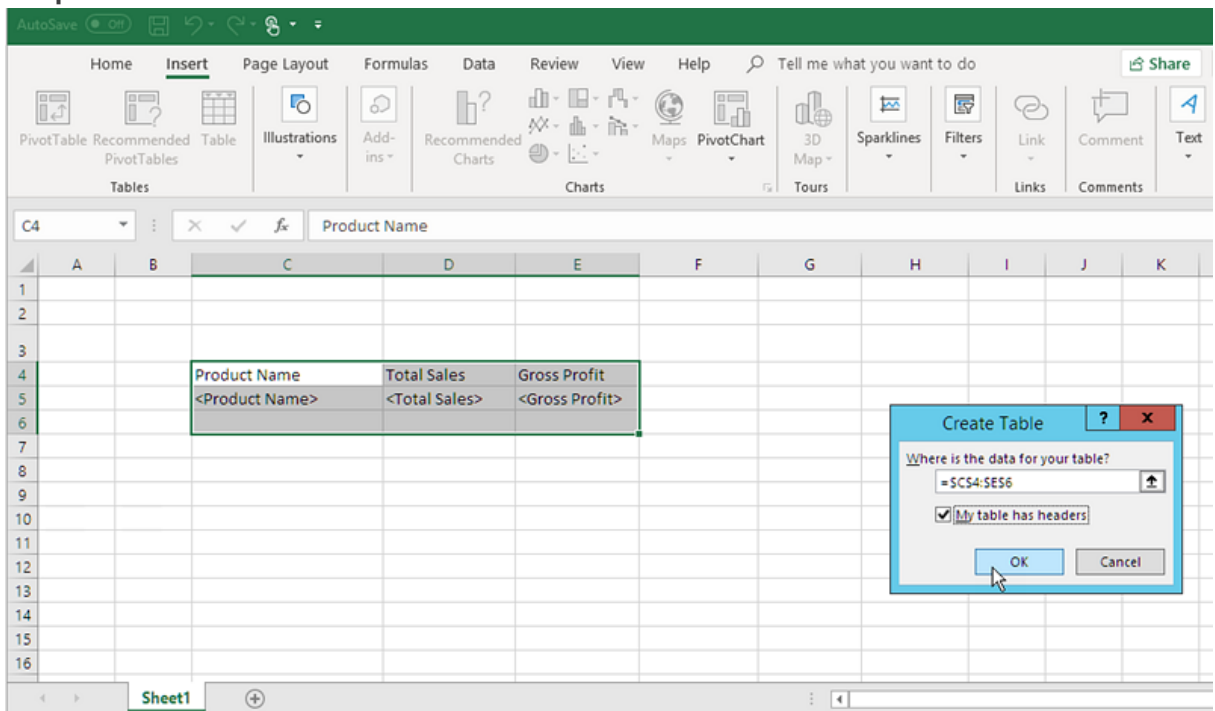 AutoSave Off
Home Insert Page Layout Formulas Data Review View Help Tell me what you want to do Share
PivotTable Recommended PivotTables Table Illustrations Add-ins Recommended Charts Maps PivotChart 3D Map Sparklines Filters Link Comment Text
Tables Charts Tours Links Comments
C4 fx Product Name
A B C D E F G H I J K
1
2
3
4 Product Name Total Sales Gross Profit
5 <Product Name> <Total Sales> <Gross Profit>
6
7
8
9
10
11
12
13
14
15
16
Create Table ? X
Where is the data for your table?
=$C$4:$E$6
My table has headers
OK Cancel
Sheet1